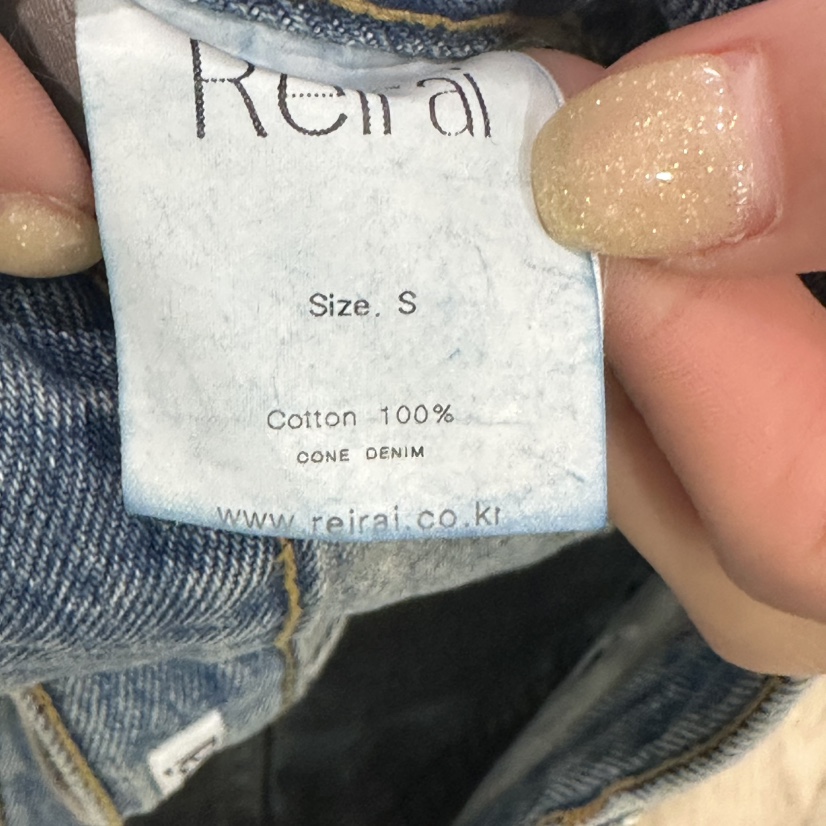 Reirai
Size. S
Cotton 100%
CONE DENIM
www.reirai.co.kr